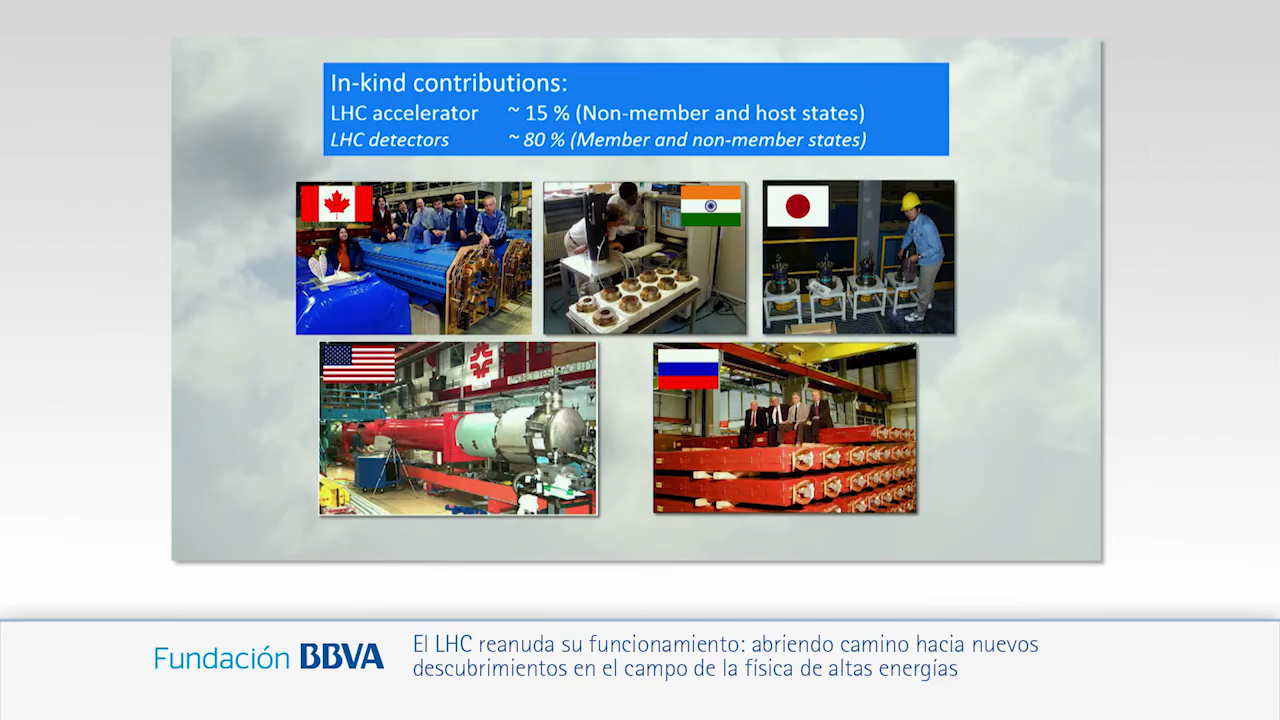 In-kind contributions:
LHC accelerator ~ 15 % (Non-member and host states)
LHC detectors ~ 80 % (Member and non-member states)
Fundación BBVA
El LHC reanuda su funcionamiento: abriendo camino hacia nuevos
descubrimientos en el campo de la física de altas energías